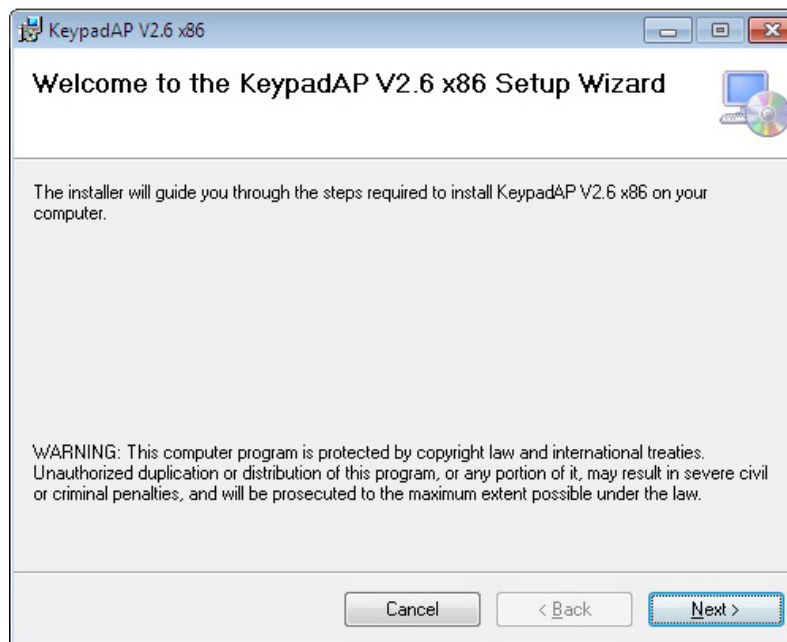 KeypadAP V2.6 x86
Welcome to the KeypadAP V2.6 x86 Setup Wizard
The installer will guide you through the steps required to install KeypadAP V2.6 x86 on your
computer.
WARNING: This computer program is protected by copyright law and international treaties.
Unauthorized duplication or distribution of this program, or any portion of it, may result in severe civil
or criminal penalties, and will be prosecuted to the maximum extent possible under the law.
Cancel < Back Next >